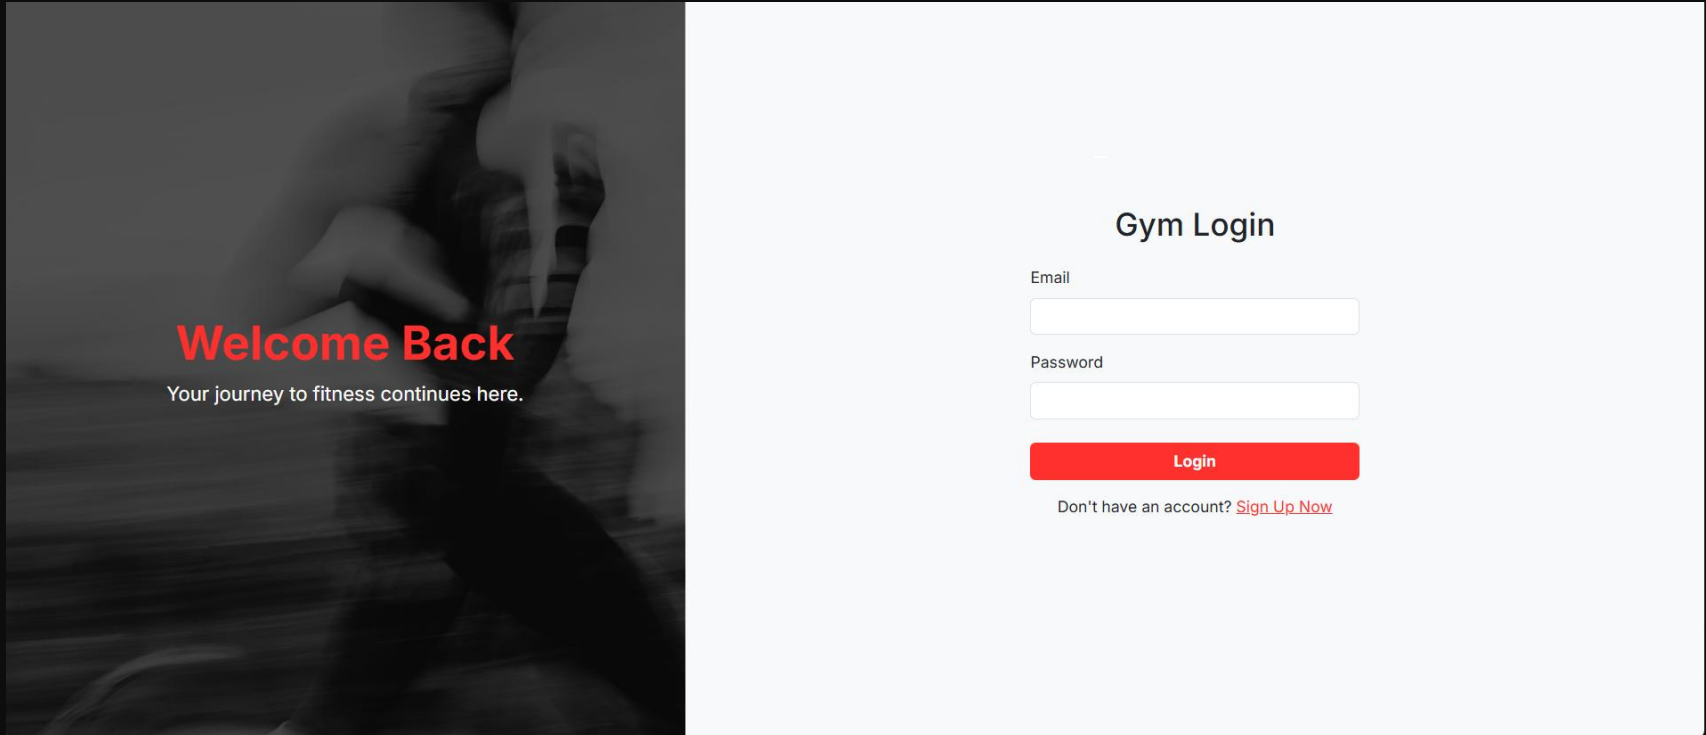 Welcome Back
Your journey to fitness continues here.
Gym Login
Email
Password
Login
Don't have an account? Sign Up Now